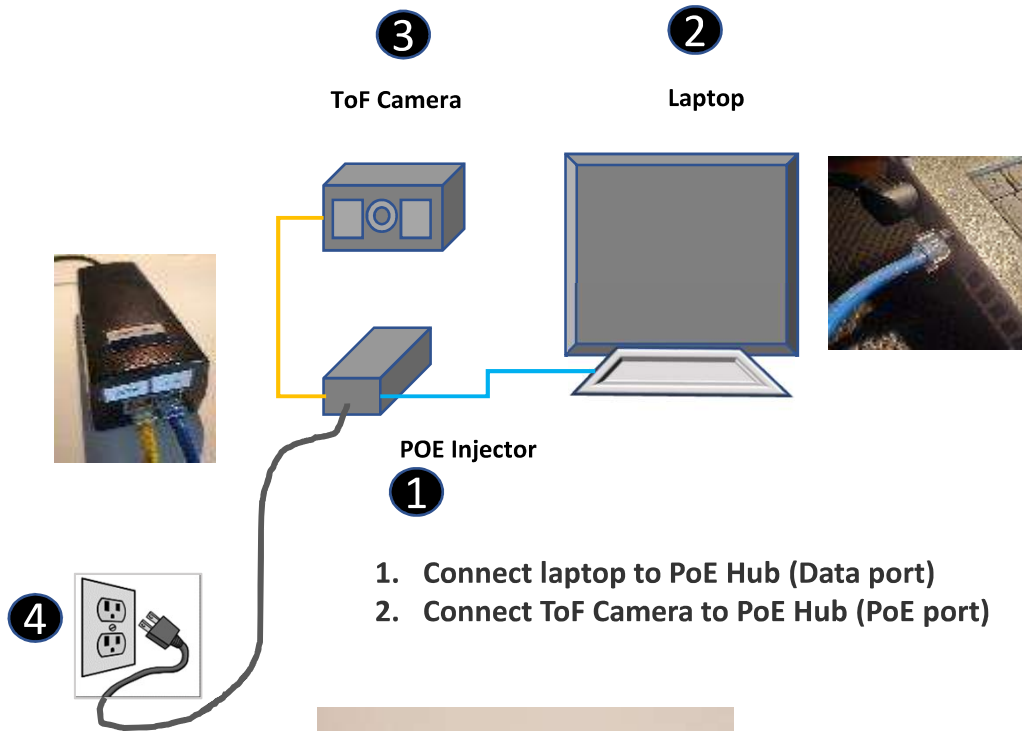 3
2
ToF Camera
Laptop
POE Injector
1
1. Connect laptop to PoE Hub (Data port)
2. Connect ToF Camera to PoE Hub (PoE port)
4